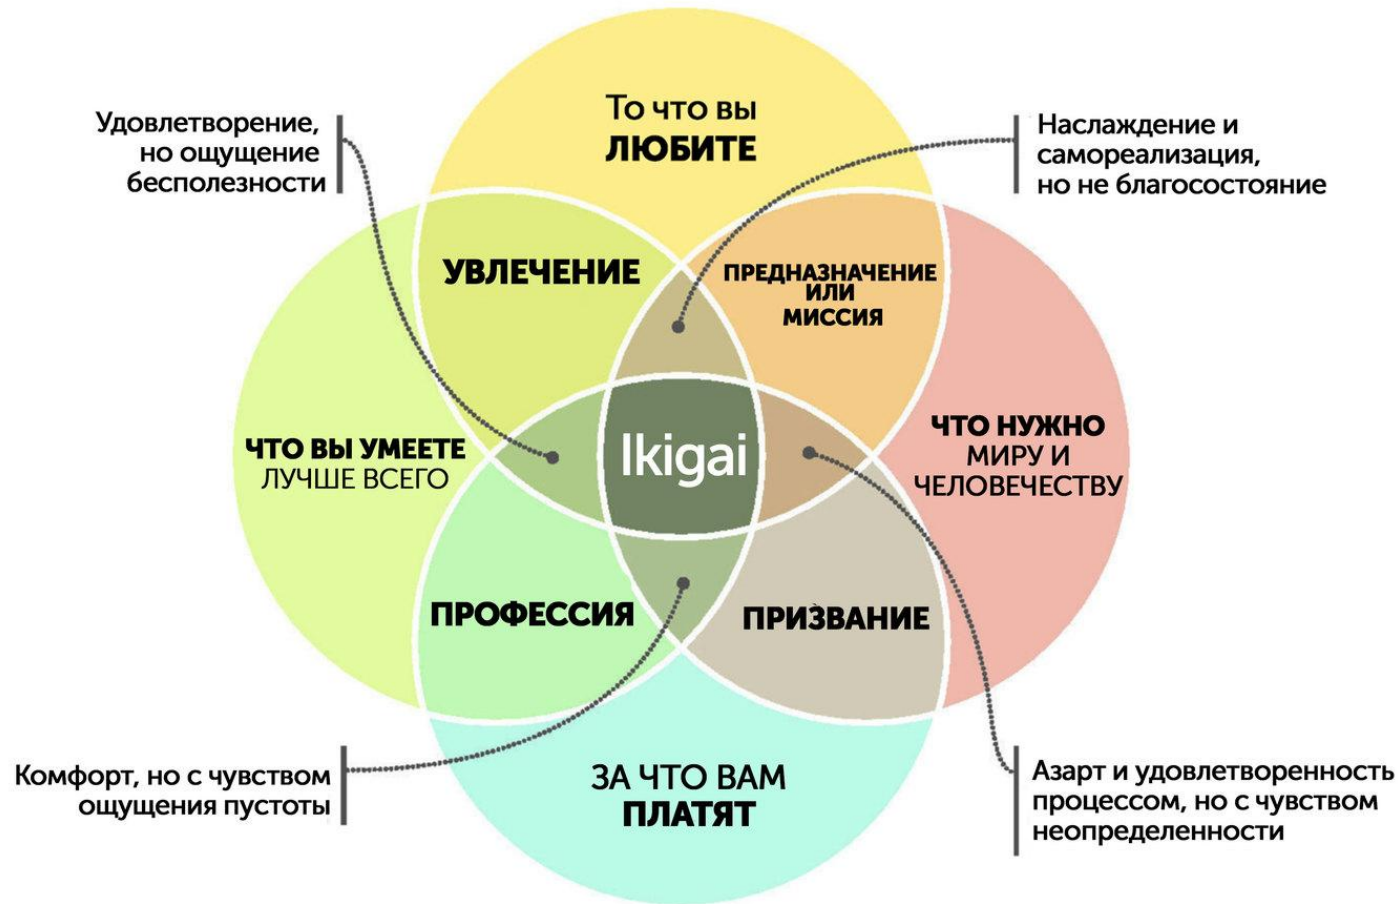 То что вы
ЛЮБИТЕ
Удовлетворение,
но ощущение
бесполезности
Наслаждение и
самореализация,
но не благосостояние
УВЛЕЧЕНИЕ
ПРЕДНАЗНАЧЕНИЕ
ИЛИ
МИССИЯ
ЧТО ВЫ УМЕЕТЕ
ЛУЧШЕ ВСЕГО
Ikigai
ЧТО НУЖНО
МИРУ И
ЧЕЛОВЕЧЕСТВУ
ПРОФЕССИЯ
ПРИЗВАНИЕ
Комфорт, но с чувством
ощущения пустоты
ЗА ЧТО ВАМ
ПЛАТЯТ
Азарт и удовлетворенность
процессом, но с чувством
неопределенности